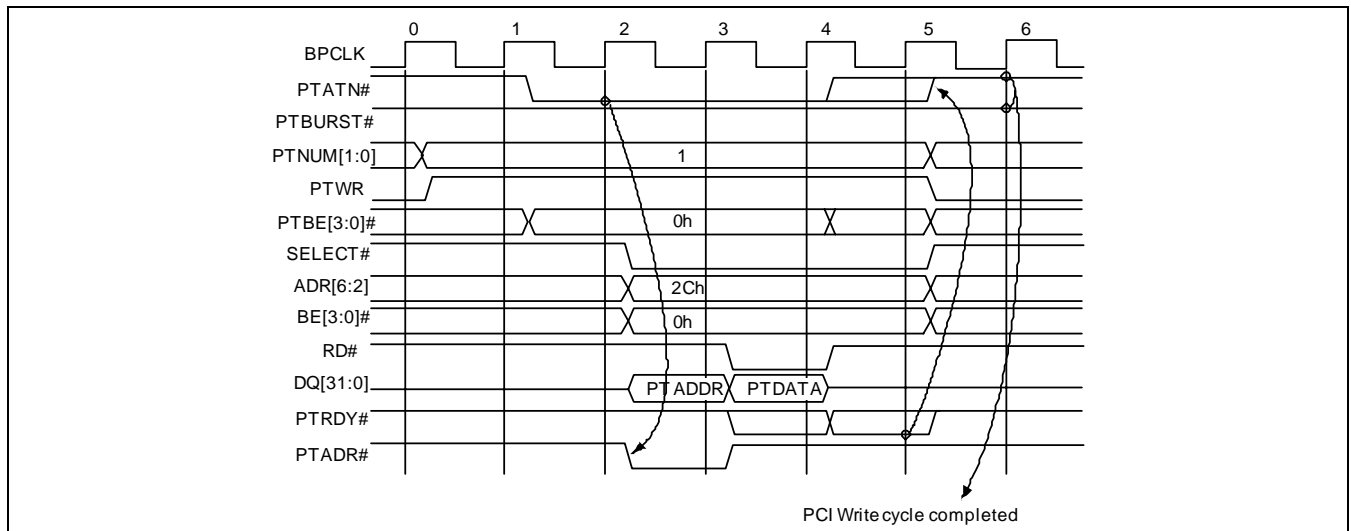 0 1 2 3 4 5 6
BPCLK
PTATN#
PTBURST#
PTNUM[1:0] 1
PTWR
PTBE[3:0]# 0h
SELECT#
ADR[6:2] 2Ch
BE[3:0]# 0h
RD#
DQ[31:0] PTADDR PTDATA
PTRDY#
PTADR#
PCI Write cycle completed